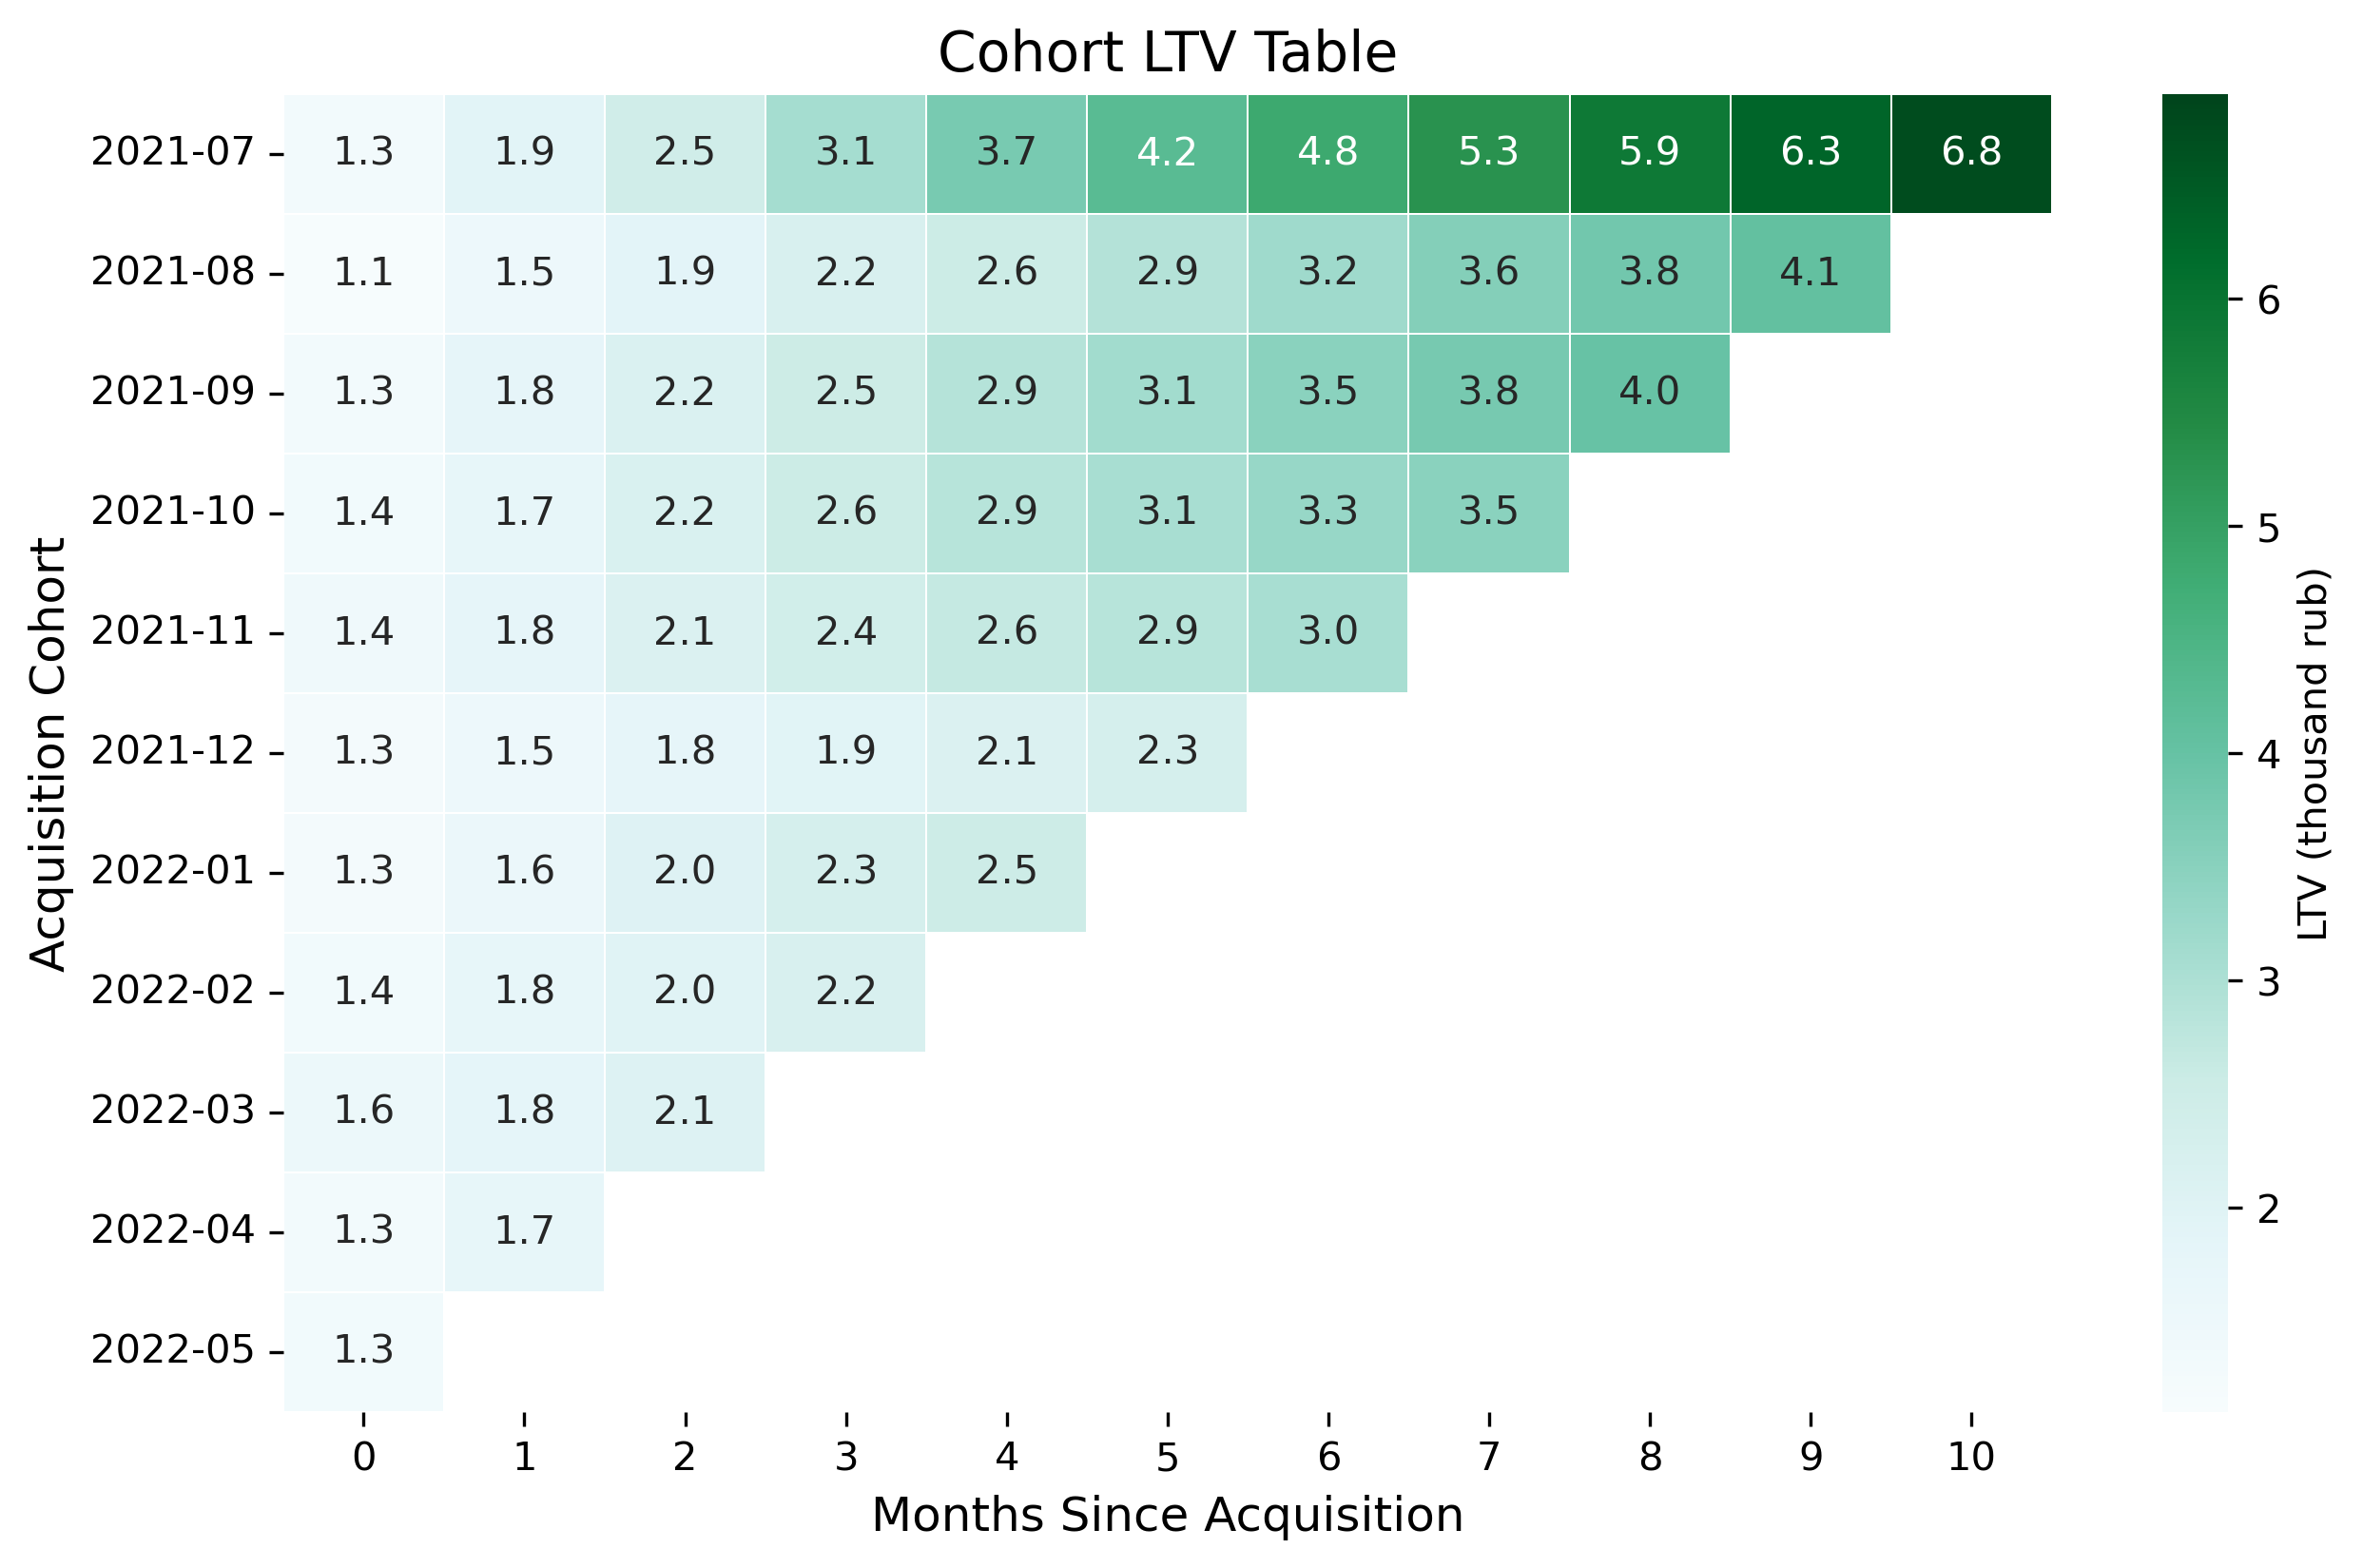 Cohort LTV Table
2021-07 1.3 1.9 2.5 3.1 3.7 4.2 4.8 5.3 5.9 6.3 6.8
2021-08 1.1 1.5 1.9 2.2 2.6 2.9 3.2 3.6 3.8 4.1
2021-09 1.3 1.8 2.2 2.5 2.9 3.1 3.5 3.8 4.0
2021-10 1.4 1.7 2.2 2.6 2.9 3.1 3.3 3.5
2021-11 1.4 1.8 2.1 2.4 2.6 2.9 3.0
2021-12 1.3 1.5 1.8 1.9 2.1 2.3
2022-01 1.3 1.6 2.0 2.3 2.5
2022-02 1.4 1.8 2.0 2.2
2022-03 1.6 1.8 2.1
2022-04 1.3 1.7
2022-05 1.3
0 1 2 3 4 5 6 7 8 9 10
Months Since Acquisition
Acquisition Cohort
6
5
4
3
2
LTV (thousand rub)